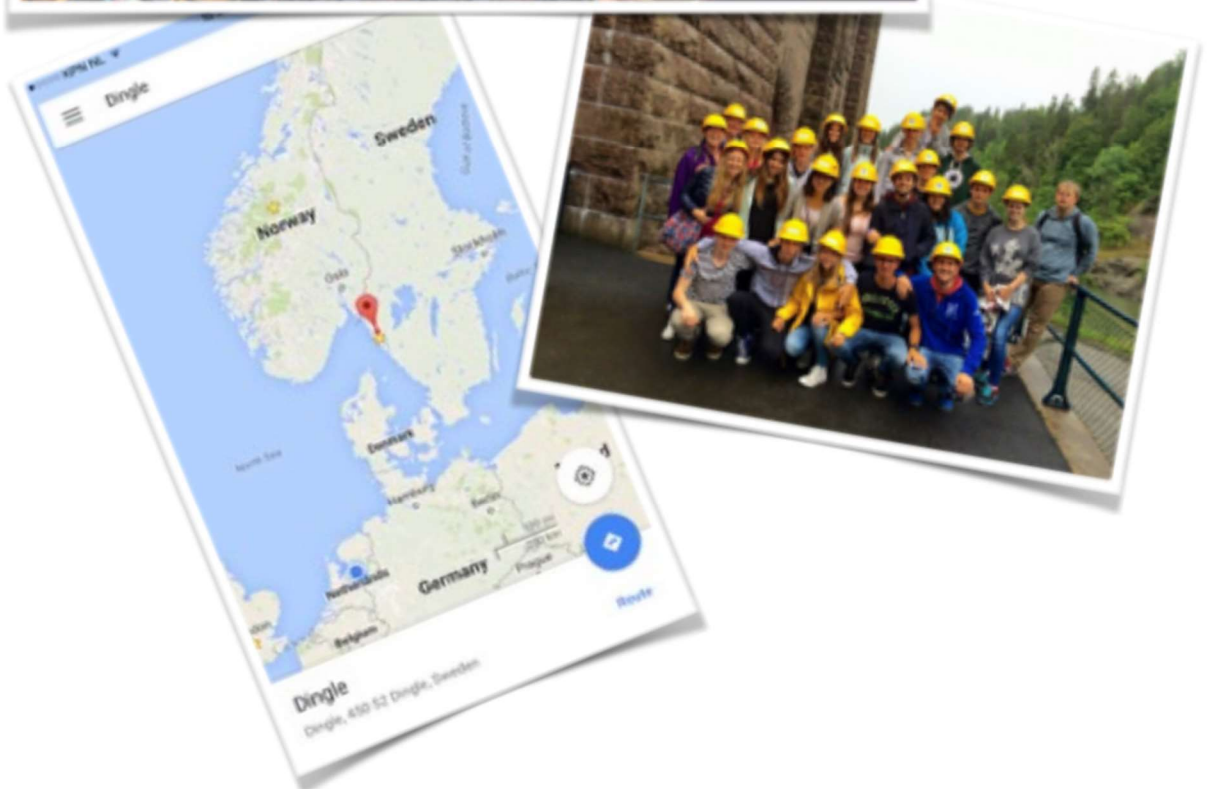 KPN NL
Dingle
Sweden
Norway
Oslo
Stockholm
Denmark
North Sea
Hamburg
Berlin
Netherlands
Germany
Prague
Belgium
Route
Dingle
Dingle, 450 52 Dingle, Sweden